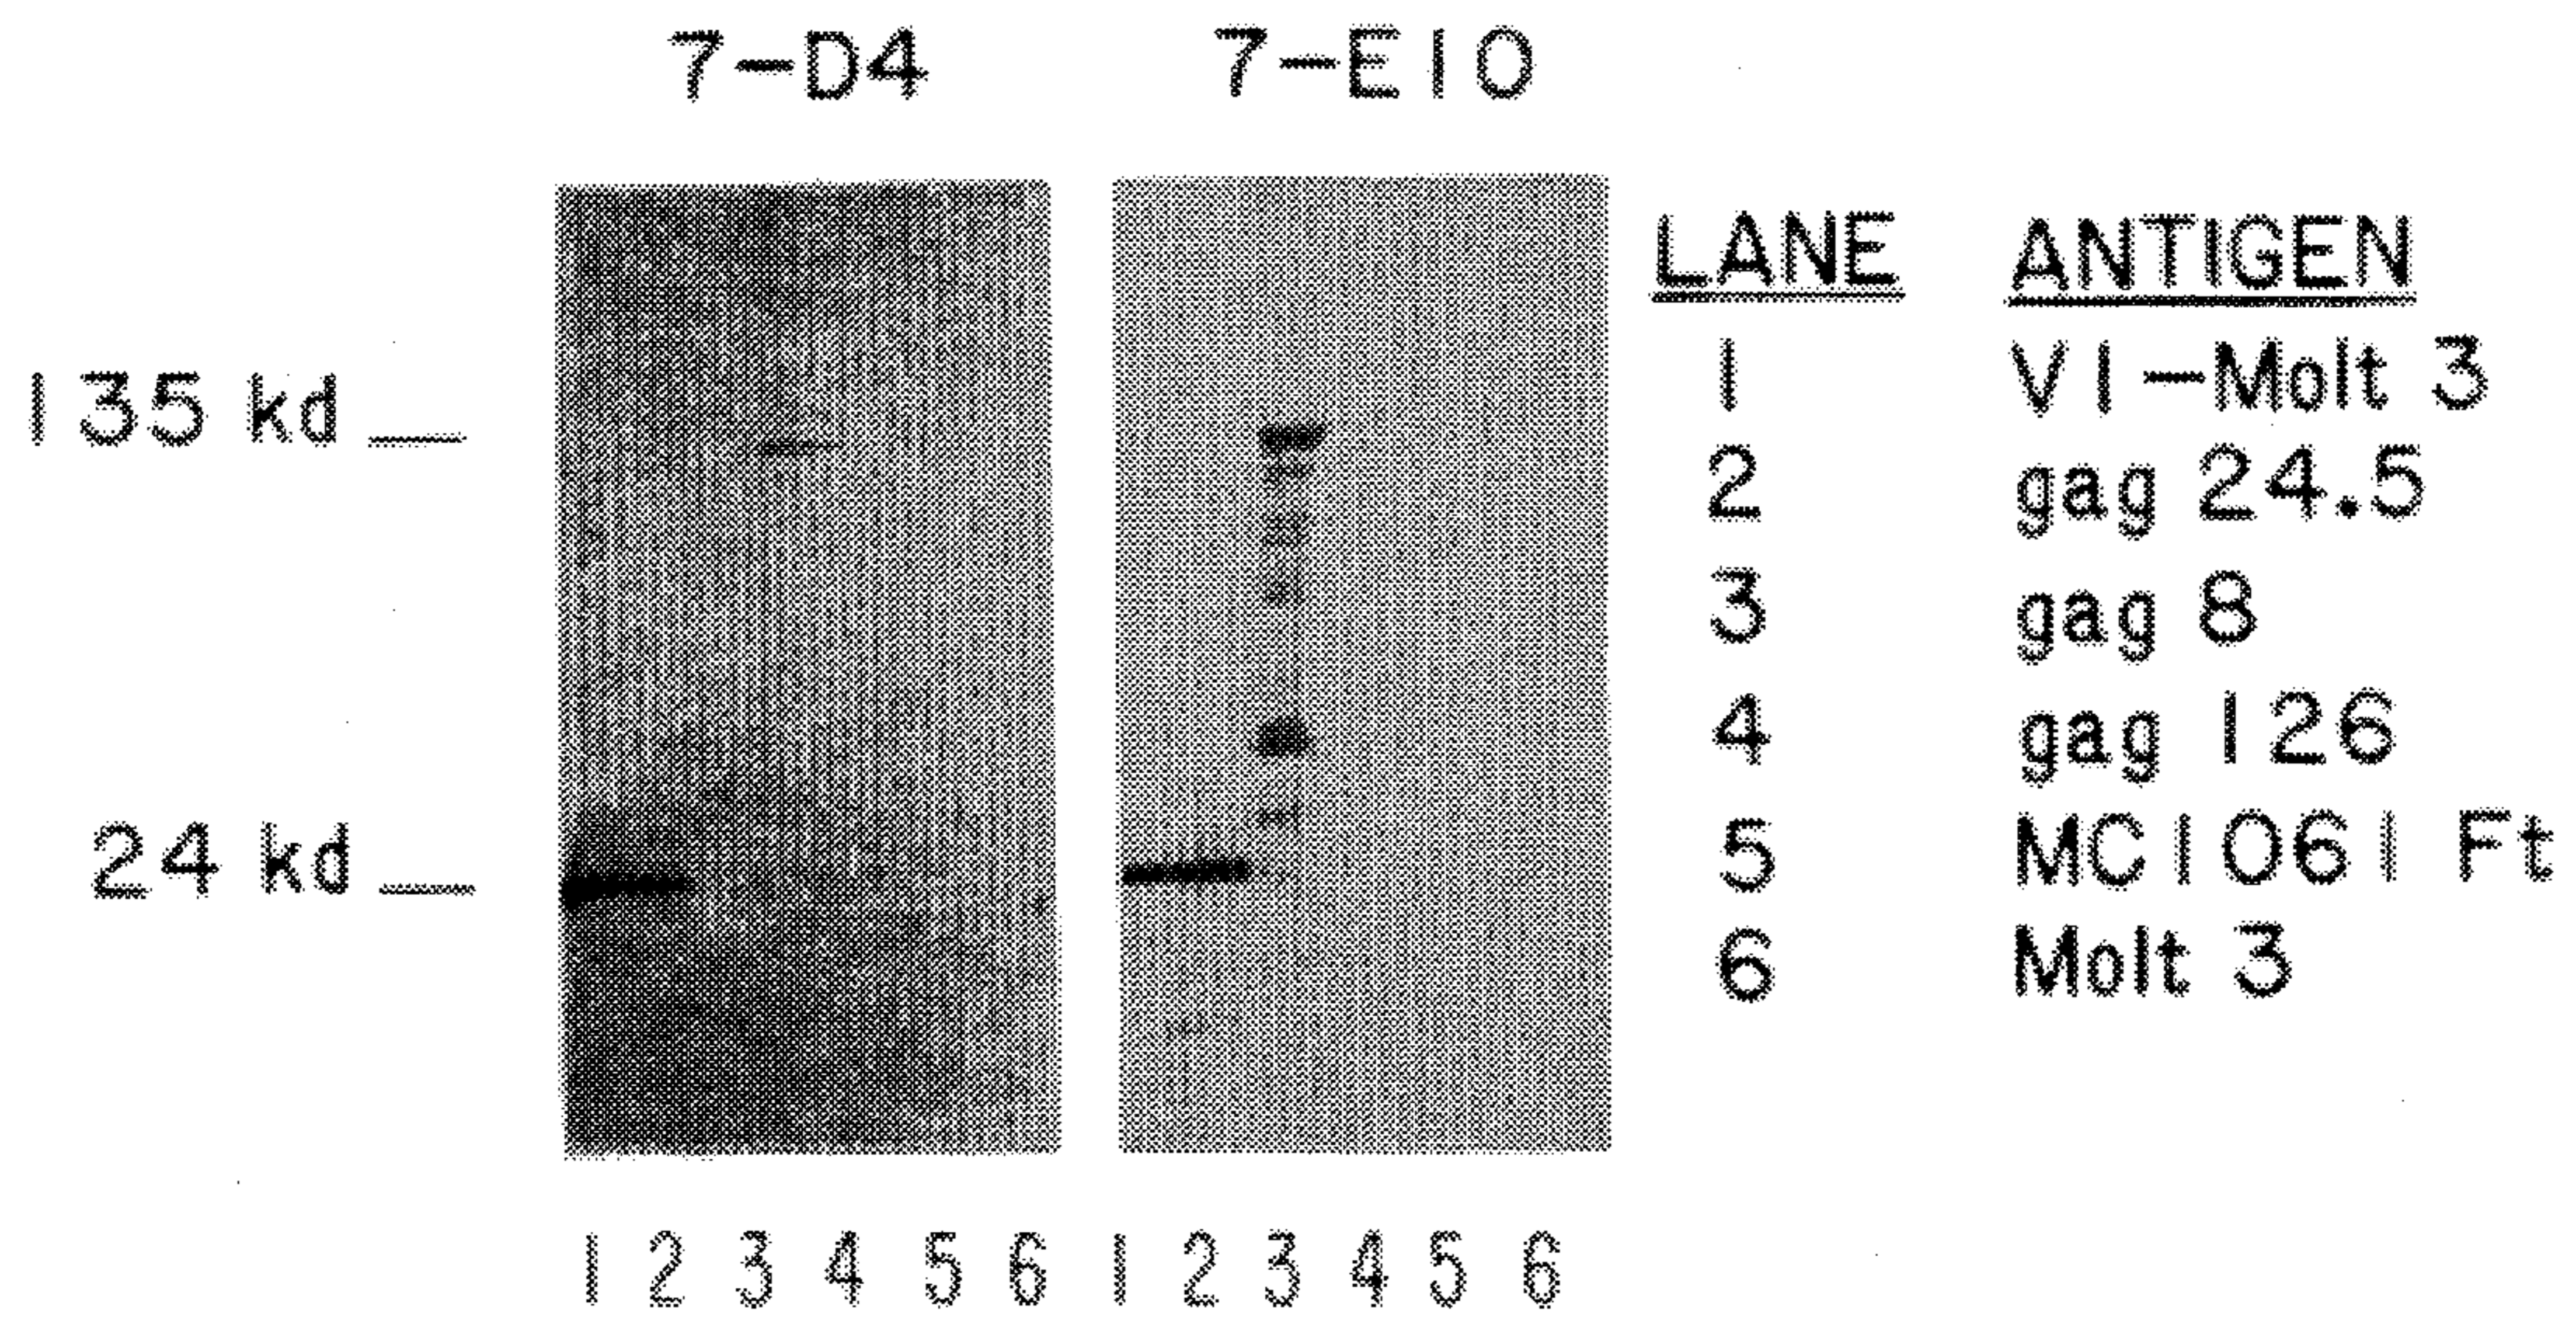 7-D4 7-E10
LANE ANTIGEN
1 V1-Molt 3
135 kd
2 gag 24.5
3 gag 8
4 gag 126
24 kd
5 MC1061 Ft
6 Molt 3
1 2 3 4 5 6 1 2 3 4 5 6